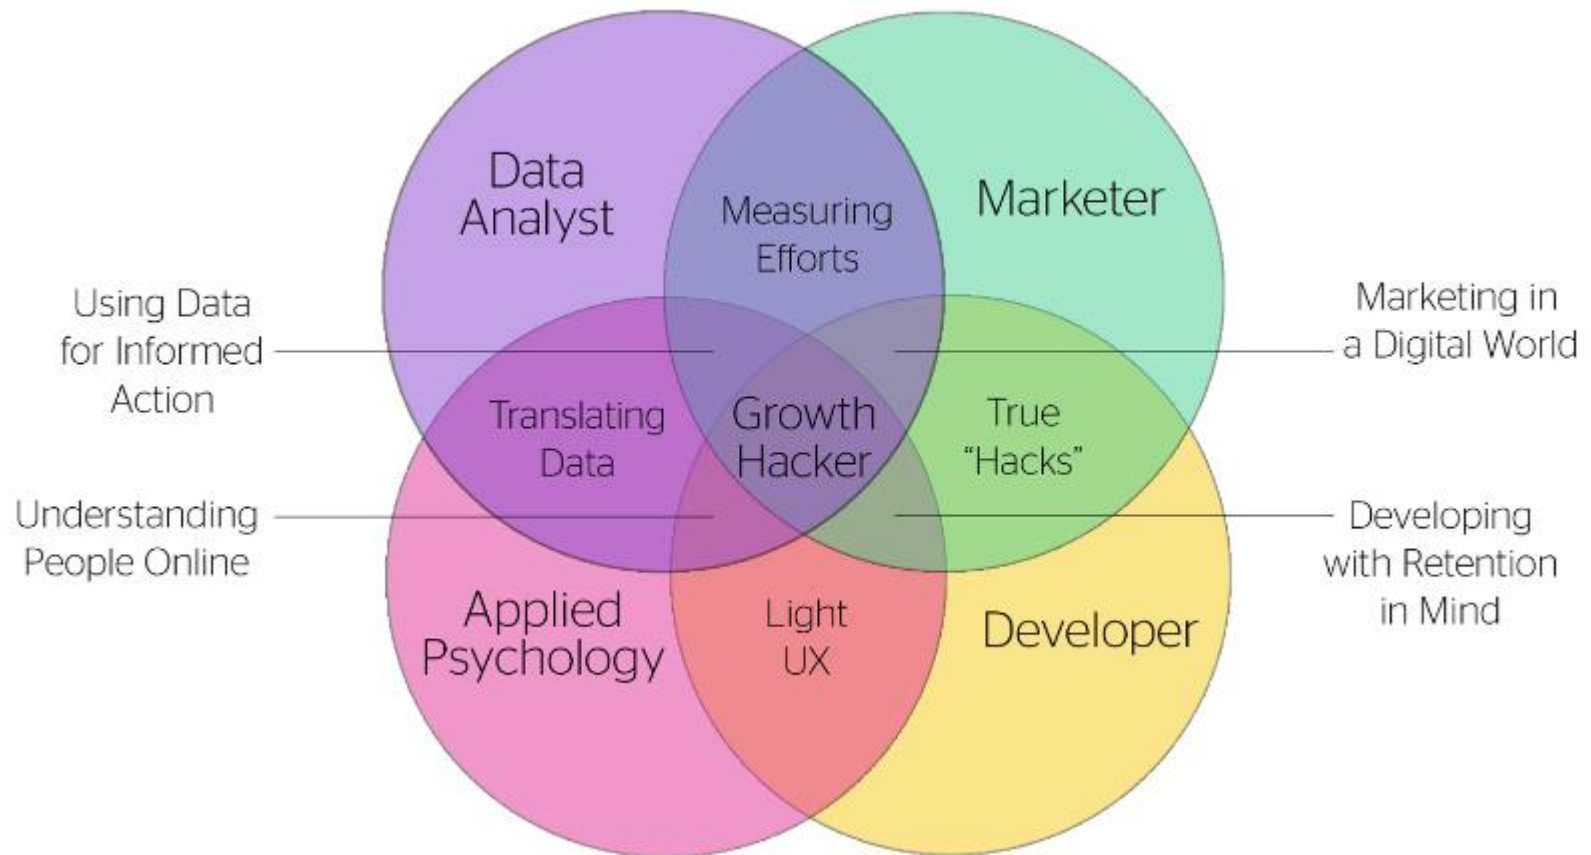 Data
Analyst
Measuring
Efforts
Marketer
Using Data
for Informed
Action
Marketing in
a Digital World
Translating
Data
Growth
Hacker
True
“Hacks”
Understanding
People Online
Developing
with Retention
in Mind
Applied
Psychology
Light
UX
Developer